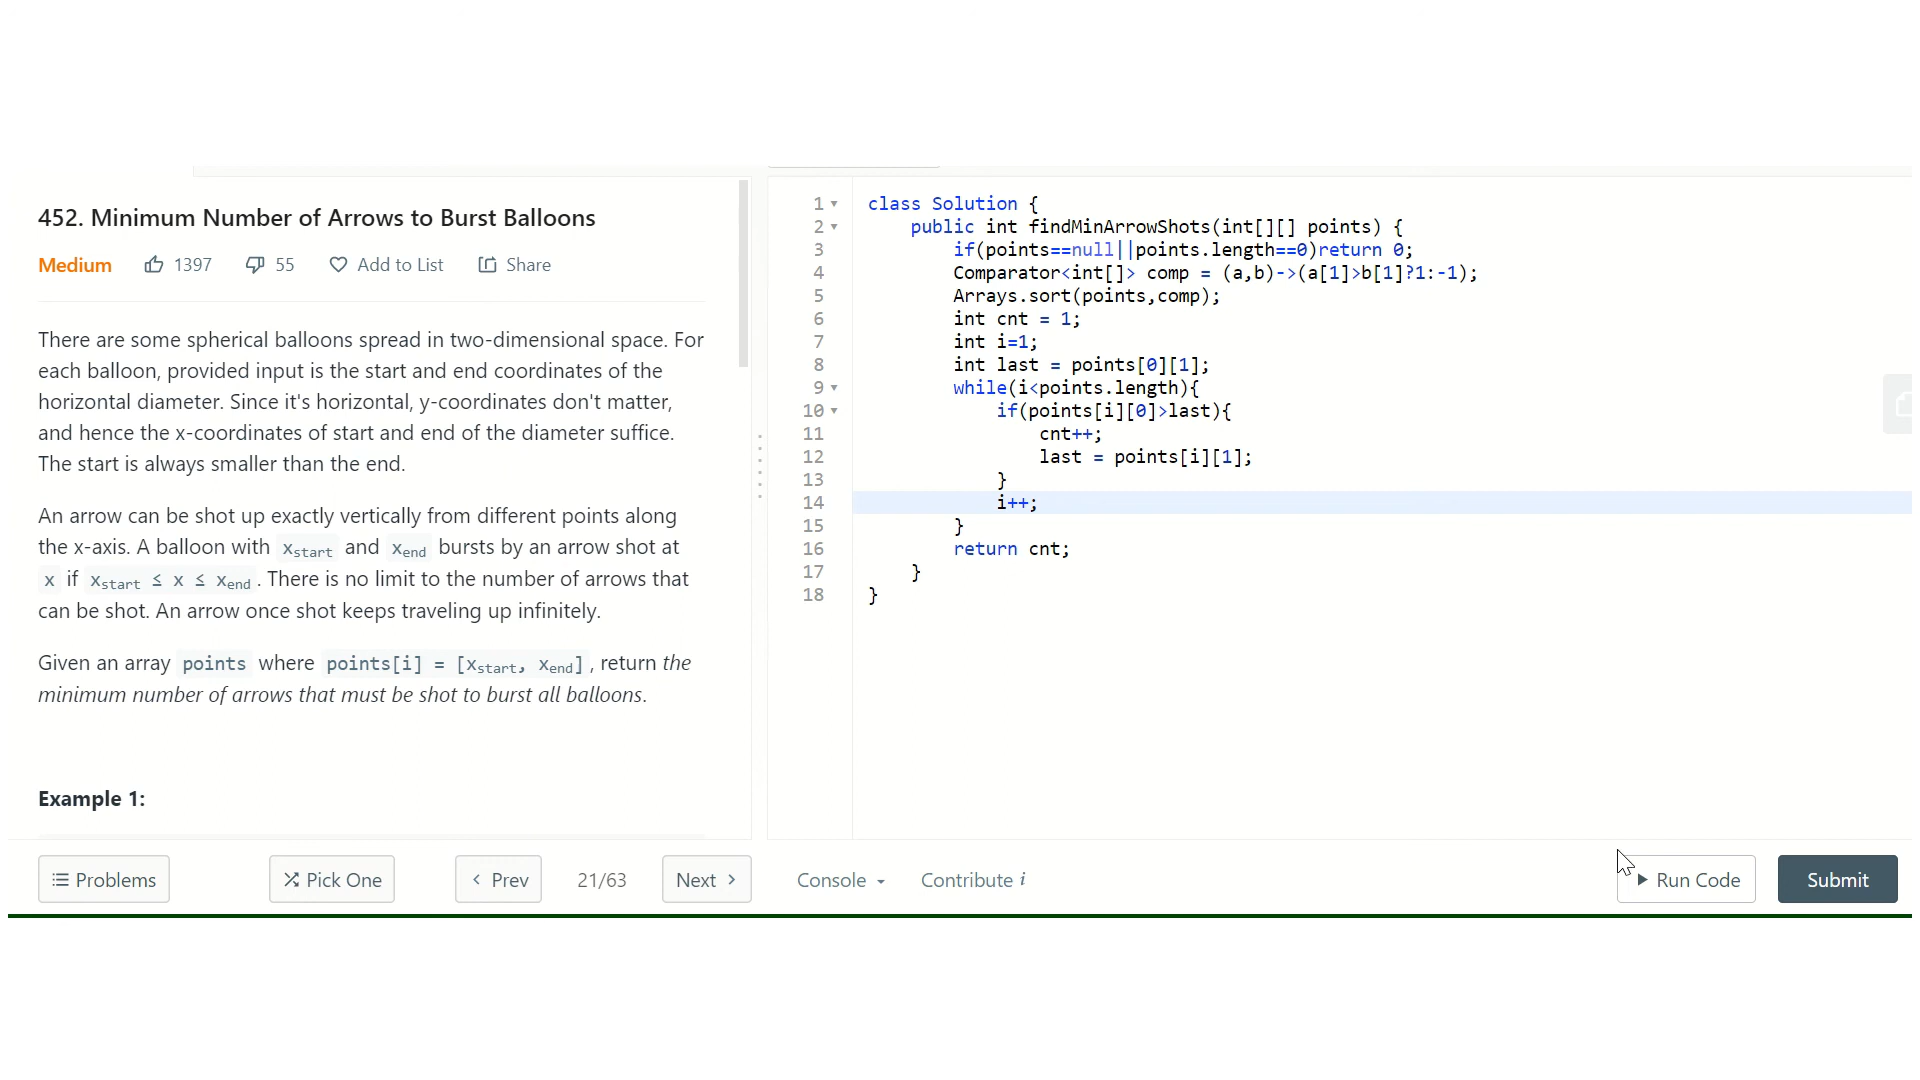 452. Minimum Number of Arrows to Burst Balloons
Medium 1397 55 Add to List Share
There are some spherical balloons spread in two-dimensional space. For
each balloon, provided input is the start and end coordinates of the
horizontal diameter. Since it's horizontal, y-coordinates don't matter,
and hence the x-coordinates of start and end of the diameter suffice.
The start is always smaller than the end.
An arrow can be shot up exactly vertically from different points along
the x-axis. A balloon with xstart and xend bursts by an arrow shot at
x if xstart ≤ x ≤ xend. There is no limit to the number of arrows that
can be shot. An arrow once shot keeps traveling up infinitely.
Given an array points where points[i] = [xstart, xend], return the
minimum number of arrows that must be shot to burst all balloons.
Example 1:
1 class Solution {
2 public int findMinArrowShots(int[][] points) {
3 if(points==null||points.length==0)return 0;
4 Comparator<int[]> comp = (a,b)->(a[1]>b[1]?1:-1);
5 Arrays.sort(points,comp);
6 int cnt = 1;
7 int i=1;
8 int last = points[0][1];
9 while(i<points.length){
10 if(points[i][0]>last){
11 cnt++;
12 last = points[i][1];
13 }
14 i++;
15 }
16 return cnt;
17 }
18 }
Problems Pick One < Prev 21/63 Next > Console Contribute i Run Code Submit